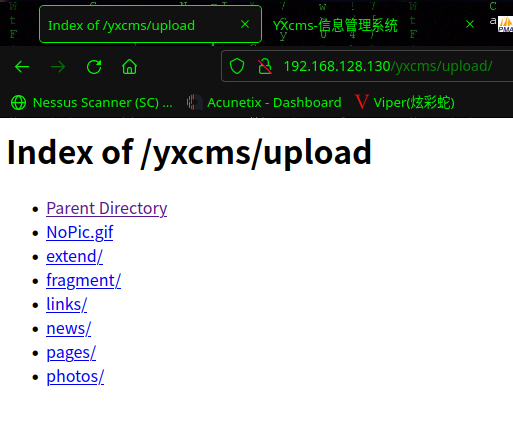 Index of /yxcms/upload
YXcms-信息管理系统
192.168.128.130/yxcms/upload/
Nessus Scanner (SC) ...
Acunetix - Dashboard
Viper(炫彩蛇)
Index of /yxcms/upload
Parent Directory
NoPic.gif
extend/
fragment/
links/
news/
pages/
photos/